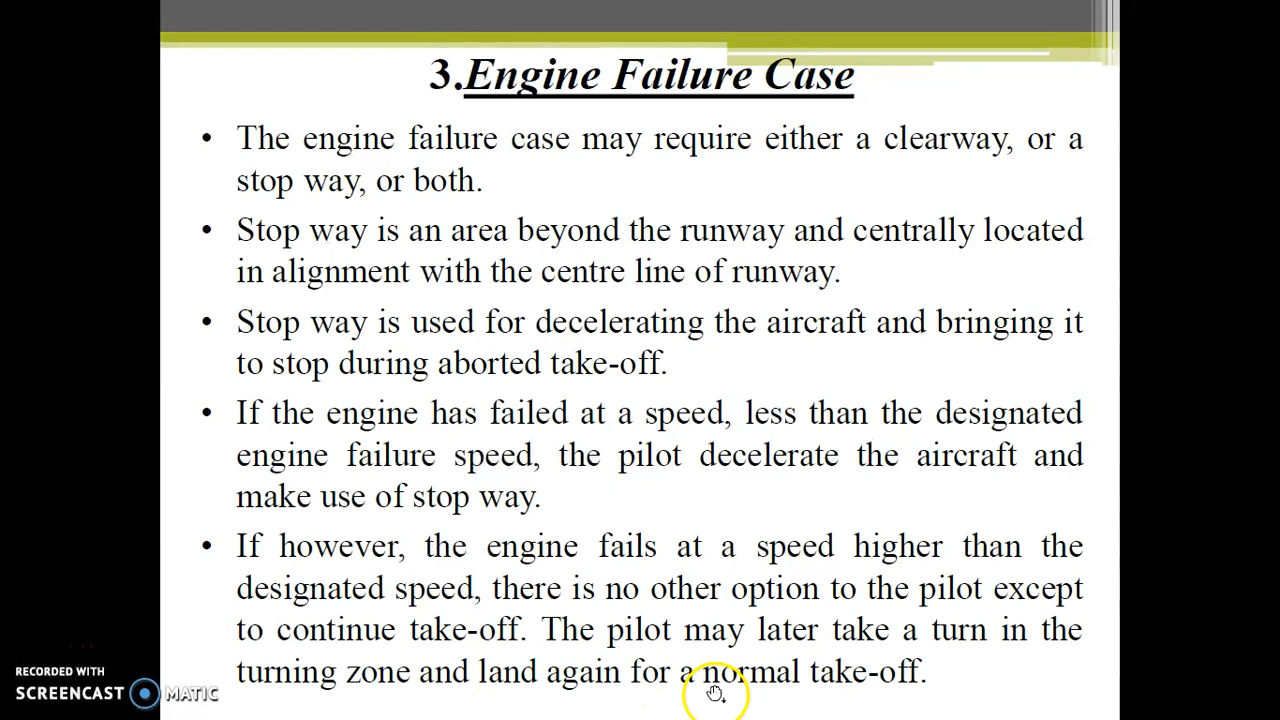 3.Engine Failure Case
• The engine failure case may require either a clearway, or a
stop way, or both.
• Stop way is an area beyond the runway and centrally located
in alignment with the centre line of runway.
• Stop way is used for decelerating the aircraft and bringing it
to stop during aborted take-off.
• If the engine has failed at a speed, less than the designated
engine failure speed, the pilot decelerate the aircraft and
make use of stop way.
• If however, the engine fails at a speed higher than the
designated speed, there is no other option to the pilot except
to continue take-off. The pilot may later take a turn in the
turning zone and land again for a normal take-off.
RECORDED WITH
SCREENCAST MATIC